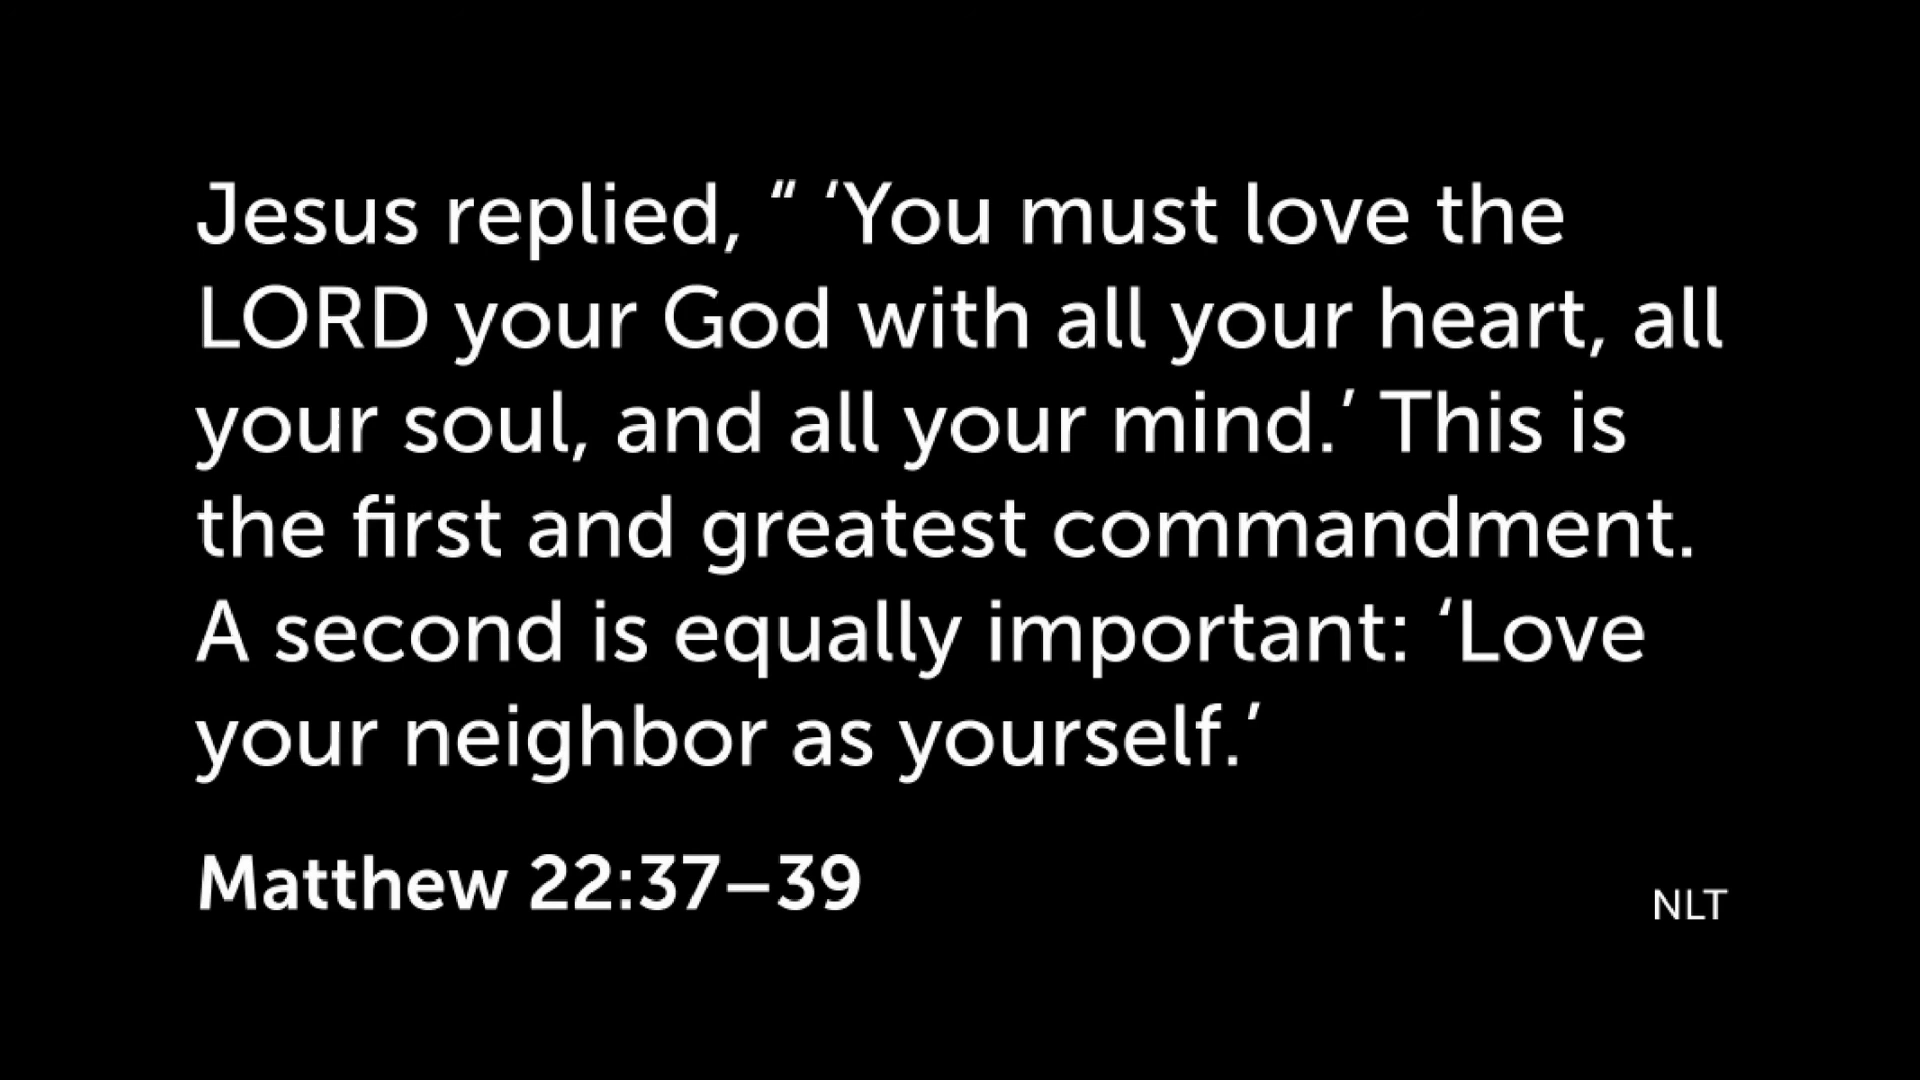 Jesus replied, “ ‘You must love the
LORD your God with all your heart, all
your soul, and all your mind.’ This is
the first and greatest commandment.
A second is equally important: ‘Love
your neighbor as yourself.’
Matthew 22:37–39
NLT